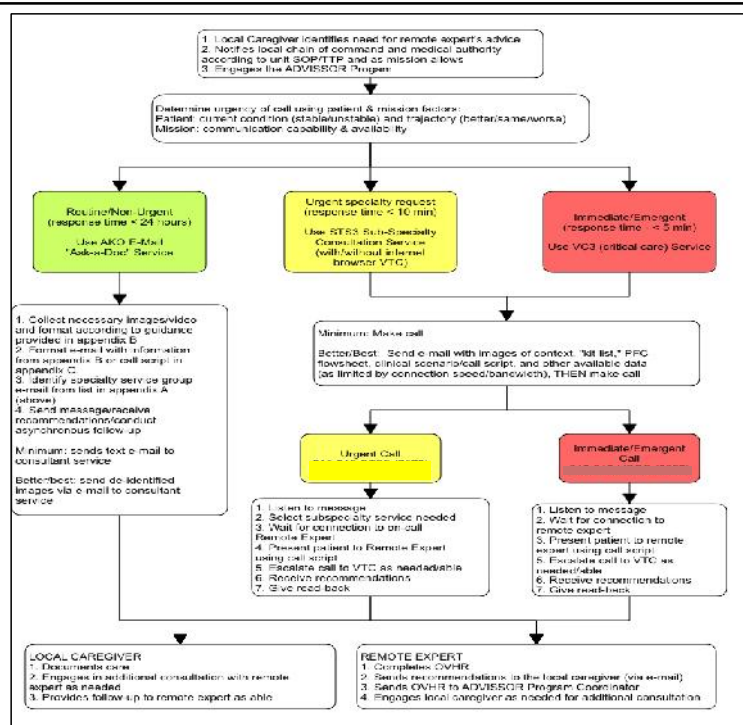 1. Local Caregiver identifies need for remote expert's advice
2. Notifies local chain of command and medical authority
according to unit SOP/TTP and as mission allows
3. Engages the ADVISSOR Program
Determine urgency of call using patient & mission factors:
Patient: current condition (stable/unstable) and trajectory (better/same/worse)
Mission: communication capability & availability
Routine/Non-Urgent
(response time < 24 hours)
Use AKO E-Mail
"Ask-a-Doc" Service
Urgent specialty request
(response time < 10 min)
Use STS3 Sub-Specialty
Consultation Service
(with/without internet
browser VTC)
Immediate/Emergent
(response time - < 5 min)
Use VC3 (critical care) Service
1. Collect necessary images/video
and format according to guidance
provided in appendix B
2. Format e-mail with information
from appendix B or call script in
appendix C
3. Identify specialty service group
e-mail from list in appendix A
(above)
4. Send message/receive
recommendations/conduct
asynchronous follow-up
Minimum: sends text e-mail to
consultant service
Better/best: send de-identified
images via e-mail to consultant
service
Minimum: Make call
Better/Best: Send e-mail with images of context, "kit list," PFC
flowsheet, clinical scenario/call script, and other available data
(as limited by connection speed/bandwidth), THEN make call
Urgent Call
Immediate/Emergent
Call
1. Listen to message
2. Select subspecialty service needed
3. Wait for connection to on-call
Remote Expert
4. Present patient to Remote Expert
using call script
5. Escalate call to VTC as needed/able
6. Receive recommendations
7. Give read-back
1. Listen to message
2. Wait for connection to
remote expert
3. Present patient to remote
expert using call script
5. Escalate call to VTC as
needed/able
6. Receive recommendations
7. Give read-back
LOCAL CAREGIVER
1. Documents care
2. Engages in additional consultation with remote
expert as needed
3. Provides follow-up to remote expert as able
REMOTE EXPERT
1. Completes OVHR
2. Sends recommendations to the local caregiver (via e-mail)
3. Sends OVHR to ADVISSOR Program Coordinator
4. Engages local caregiver as needed for additional consultation